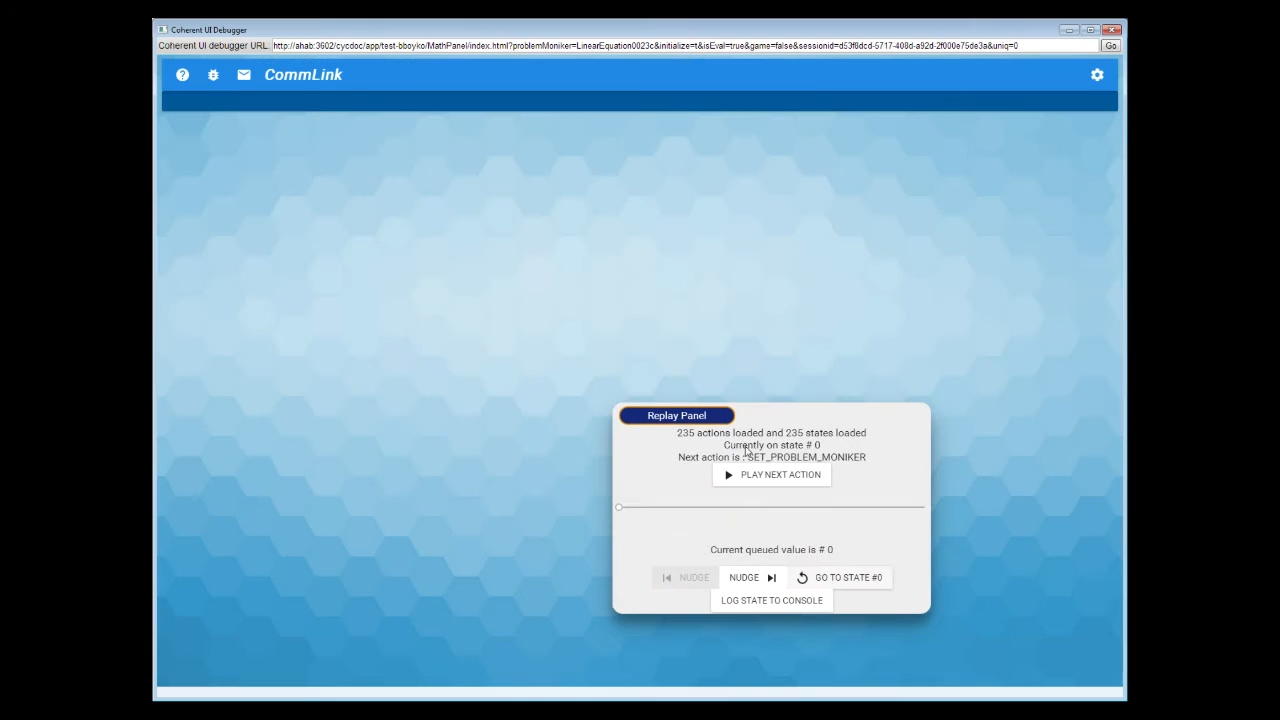 Coherent UI Debugger
Coherent UI debugger URL: http://ahab:3602/cycdoc/app/test-bboyko/MathPanel/index.html?problemMoniker=LinearEquation0023c&initialize=t&isEval=true&game=false&sessionid=d53f8dcd-5717-408d-a92d-2f000e75de3a&uniq=0 Go
CommLink
Replay Panel
235 actions loaded and 235 states loaded
Currently on state # 0
Next action is : SET_PROBLEM_MONIKER
PLAY NEXT ACTION
Current queued value is # 0
NUDGE NUDGE GO TO STATE #0
LOG STATE TO CONSOLE